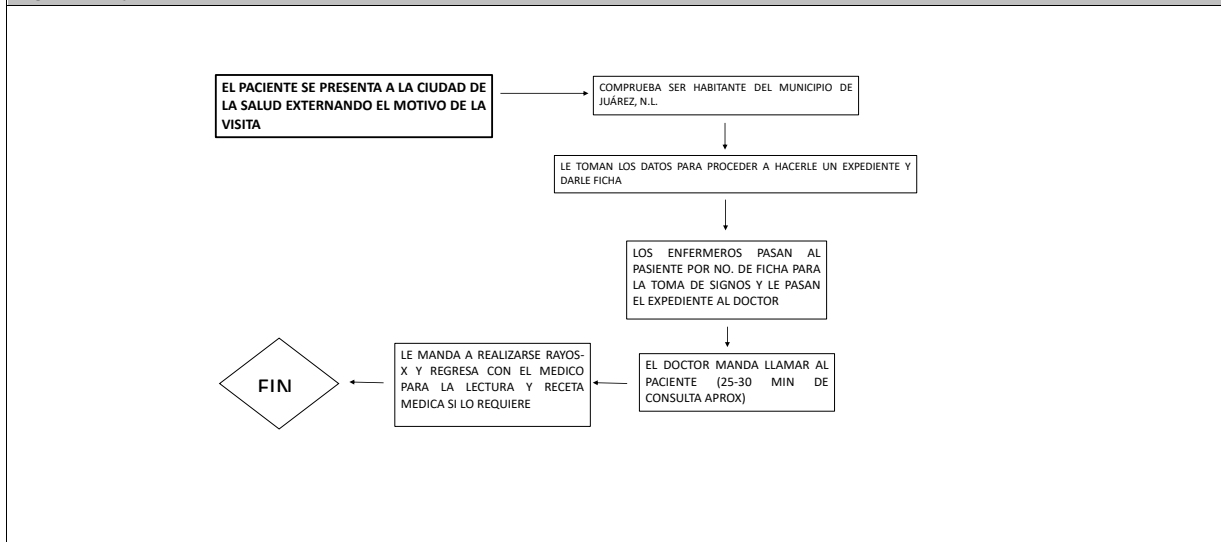 EL PACIENTE SE PRESENTA A LA CIUDAD DE
LA SALUD EXTERNANDO EL MOTIVO DE LA
VISITA
COMPRUEBA SER HABITANTE DEL MUNICIPIO DE
JUÁREZ, N.L.
LE TOMAN LOS DATOS PARA PROCEDER A HACERLE UN EXPEDIENTE Y
DARLE FICHA
LOS ENFERMEROS PASAN AL
PASIENTE POR NO. DE FICHA PARA
LA TOMA DE SIGNOS Y LE PASAN
EL EXPEDIENTE AL DOCTOR
EL DOCTOR MANDA LLAMAR AL
PACIENTE (25-30 MIN DE
CONSULTA APROX)
LE MANDA A REALIZARSE RAYOS-
X Y REGRESA CON EL MEDICO
PARA LA LECTURA Y RECETA
MEDICA SI LO REQUIERE
FIN